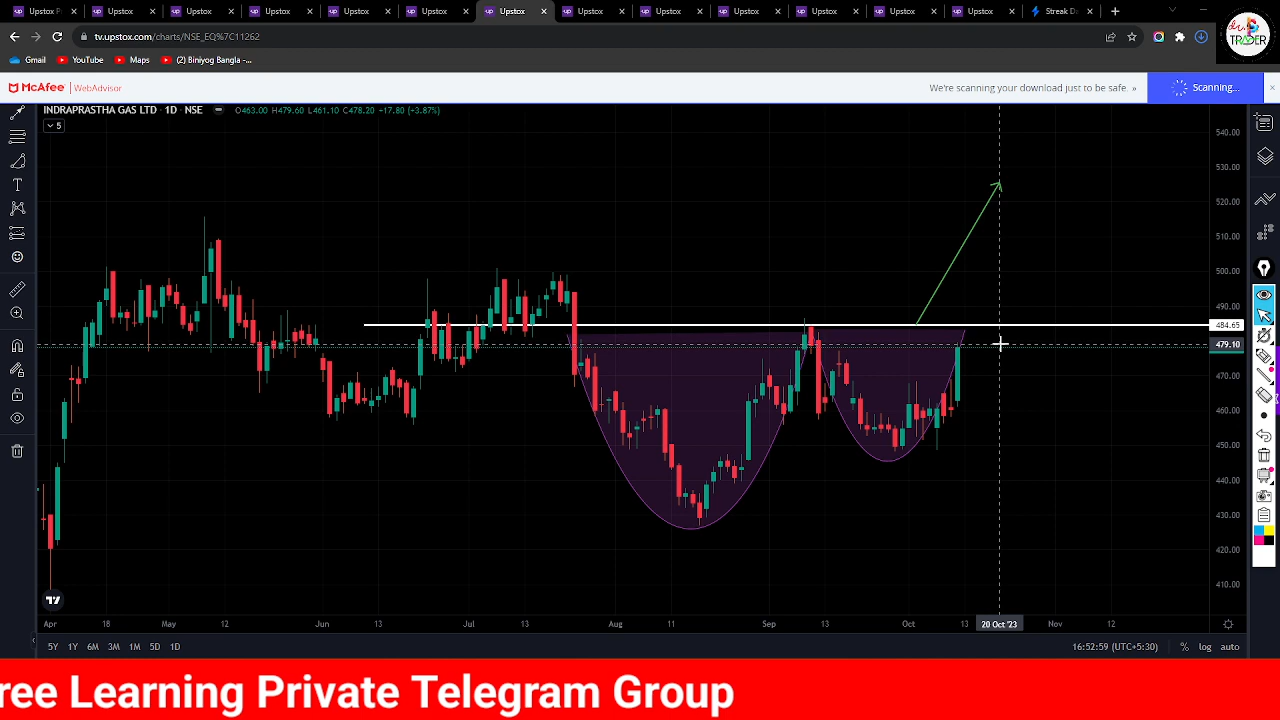 Upstox P
Upstox
Upstox
Upstox
Upstox
Upstox
Upstox
Upstox
Upstox
Upstox
Upstox
Upstox
Upstox
Streak Da
tv.upstox.com/charts/NSE_EQ%7C11262
Gmail YouTube Maps (2) Biniyog Bangla -...
TRADER
McAfee | WebAdvisor We're scanning your download just to be safe. » Scanning...
INDRAPRASTHA GAS LTD · 1D · NSE O463.00 H479.60 L461.10 C478.20 +17.80 (+3.87%)
5
540.00
530.00
520.00
510.00
500.00
490.00
484.65
479.10
470.00
460.00
450.00
440.00
430.00
420.00
410.00
Apr 18 May 12 Jun 13 Jul 13 Aug 11 Sep 13 Oct 13 20 Oct '23 Nov 12
5Y 1Y 6M 3M 1M 5D 1D 16:52:59 (UTC+5:30) % log auto
ree Learning Private Telegram Group